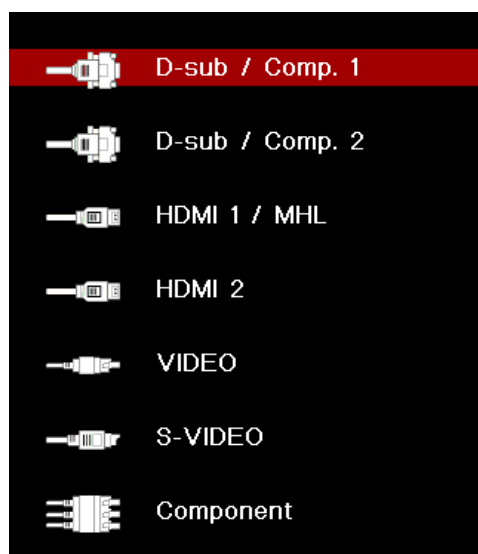 D-sub / Comp. 1
D-sub / Comp. 2
HDMI 1 / MHL
HDMI 2
VIDEO
S-VIDEO
Component